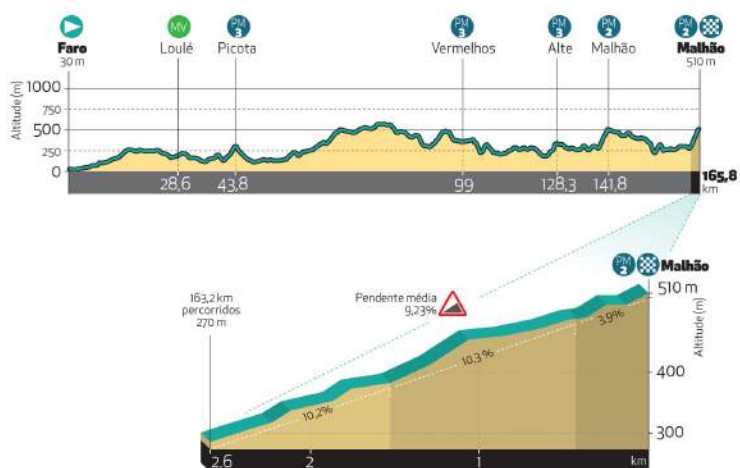 MV
PM 3
PM 3
PM 3
PM 2
PM 2
Faro
Loulé
Picota
Vermelhos
Alte
Malhão
Malhão
30 m
510 m
Altitude (m)
1000
750
500
250
0
28,6
43,8
99
128,3
141,8
165,8
km
PM 2
Malhão
163,2 km
percorridos
270 m
Pendente média
9,23%
510 m
Altitude (m)
400
300
10,2%
10,3 %
3,9%
2,6
2
1
km